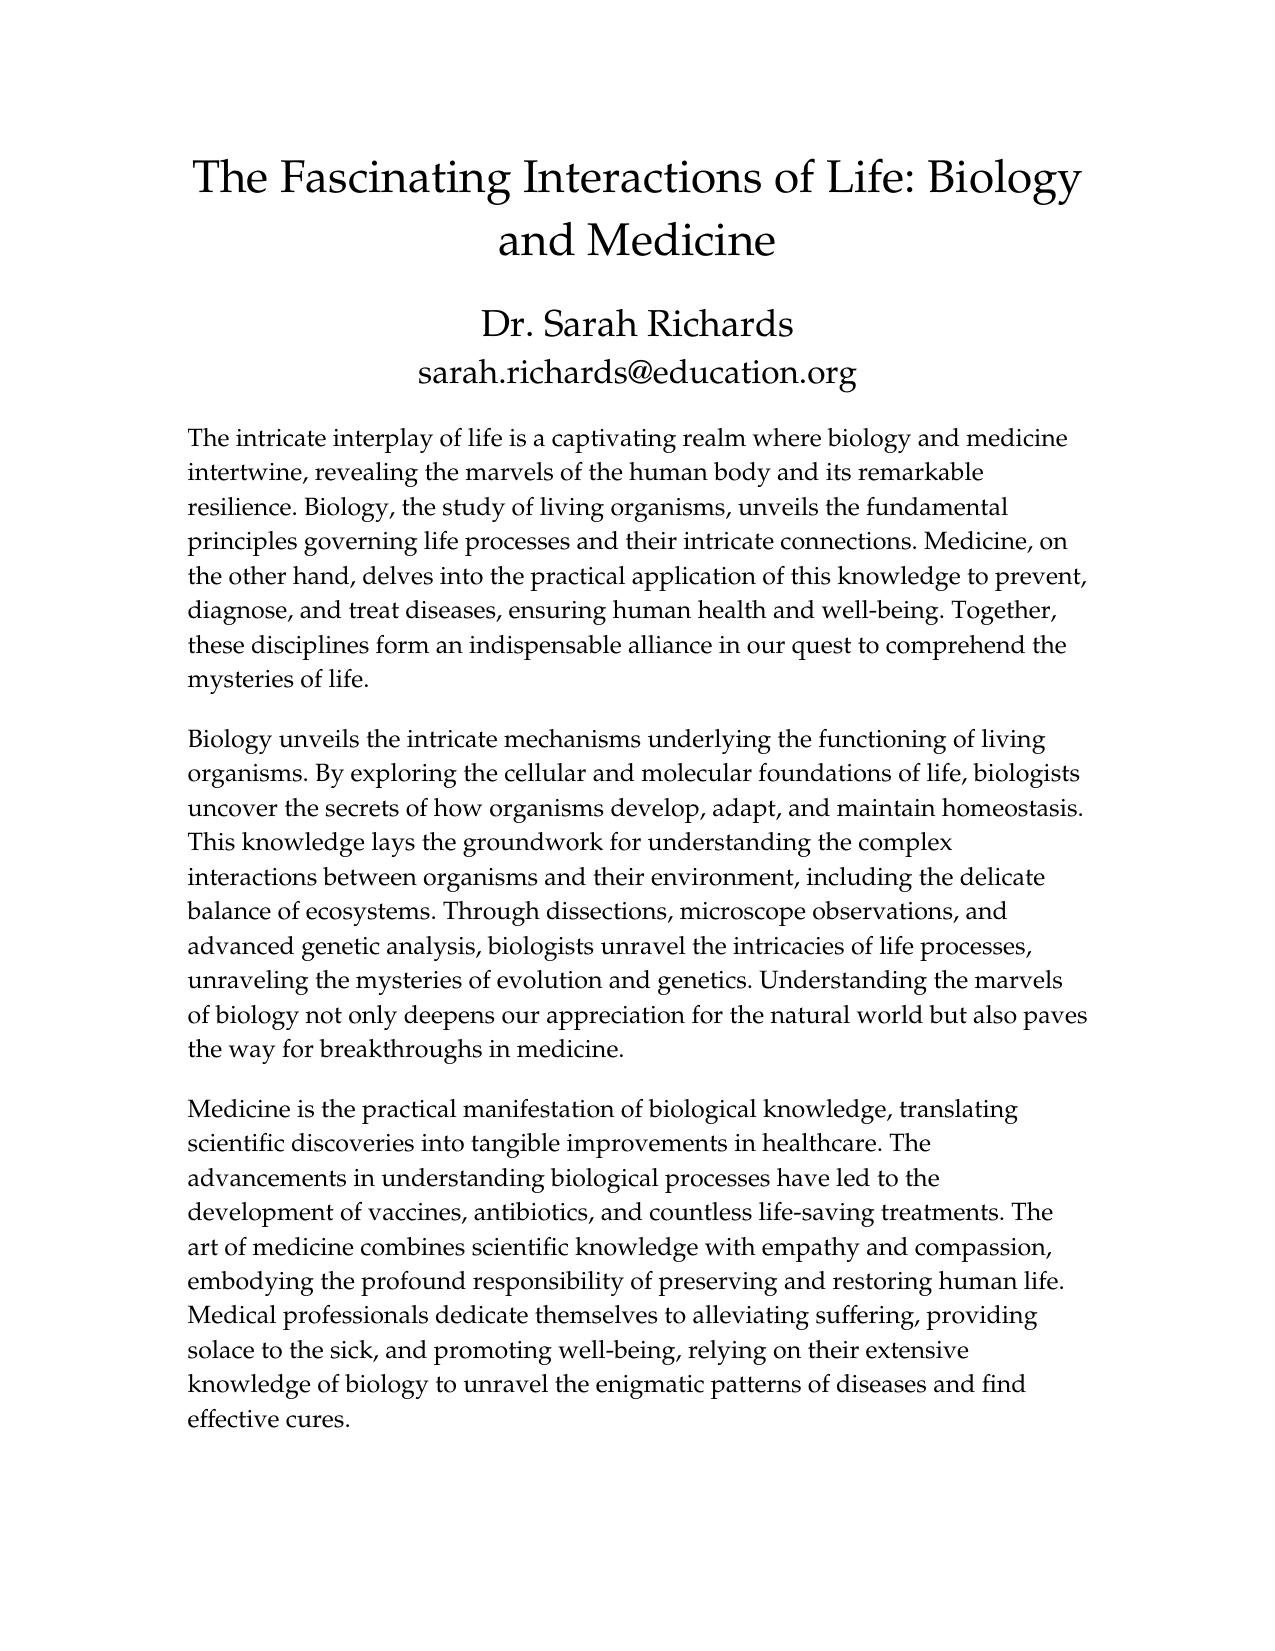 The Fascinating Interactions of Life: Biology
and Medicine
Dr. Sarah Richards
sarah.richards@education.org
The intricate interplay of life is a captivating realm where biology and medicine
intertwine, revealing the marvels of the human body and its remarkable
resilience. Biology, the study of living organisms, unveils the fundamental
principles governing life processes and their intricate connections. Medicine, on
the other hand, delves into the practical application of this knowledge to prevent,
diagnose, and treat diseases, ensuring human health and well-being. Together,
these disciplines form an indispensable alliance in our quest to comprehend the
mysteries of life.
Biology unveils the intricate mechanisms underlying the functioning of living
organisms. By exploring the cellular and molecular foundations of life, biologists
uncover the secrets of how organisms develop, adapt, and maintain homeostasis.
This knowledge lays the groundwork for understanding the complex
interactions between organisms and their environment, including the delicate
balance of ecosystems. Through dissections, microscope observations, and
advanced genetic analysis, biologists unravel the intricacies of life processes,
unraveling the mysteries of evolution and genetics. Understanding the marvels
of biology not only deepens our appreciation for the natural world but also paves
the way for breakthroughs in medicine.
Medicine is the practical manifestation of biological knowledge, translating
scientific discoveries into tangible improvements in healthcare. The
advancements in understanding biological processes have led to the
development of vaccines, antibiotics, and countless life-saving treatments. The
art of medicine combines scientific knowledge with empathy and compassion,
embodying the profound responsibility of preserving and restoring human life.
Medical professionals dedicate themselves to alleviating suffering, providing
solace to the sick, and promoting well-being, relying on their extensive
knowledge of biology to unravel the enigmatic patterns of diseases and find
effective cures.